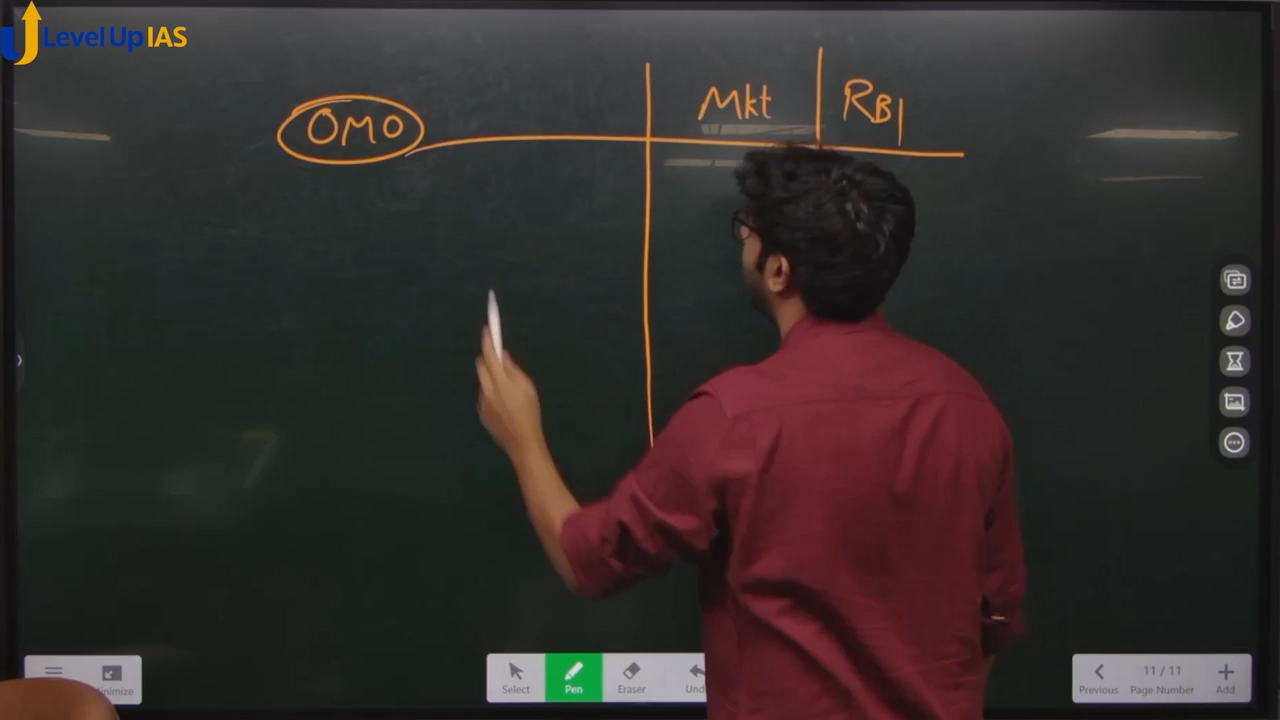 Level Up IAS
OMO Mkt RBI
Select Pen Eraser
Previous 11 / 11 Page Number Add